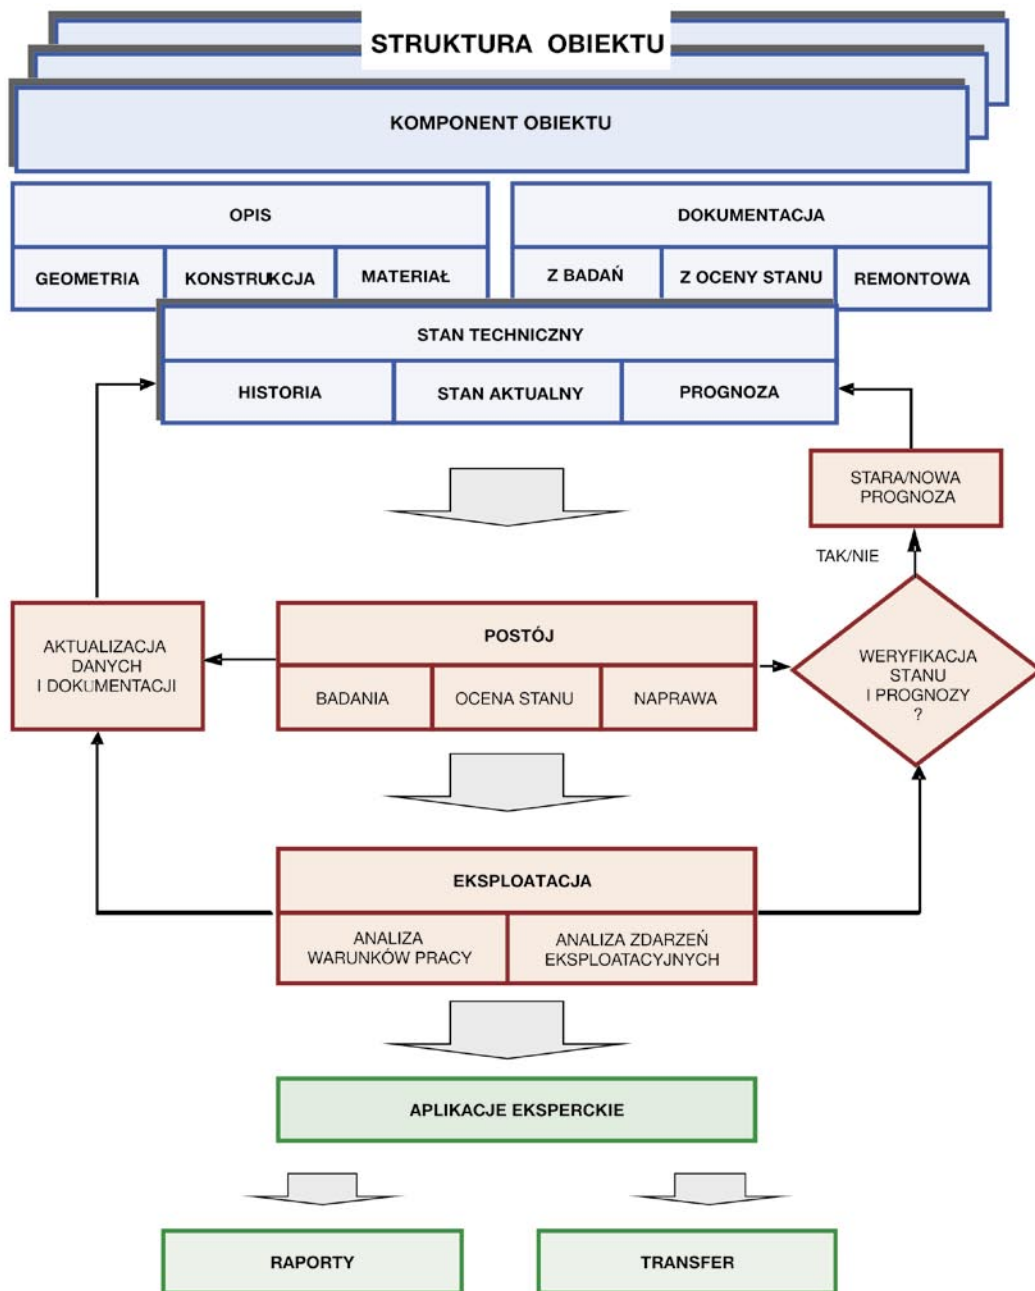 STRUKTURA OBIEKTU
KOMPONENT OBIEKTU
OPIS
DOKUMENTACJA
GEOMETRIA
KONSTRUKCJA
MATERIAŁ
Z BADAŃ
Z OCENY STANU
REMONTOWA
STAN TECHNICZNY
HISTORIA
STAN AKTUALNY
PROGNOZA
STARA/NOWA
PROGNOZA
TAK/NIE
AKTUALIZACJA
DANYCH
I DOKUMENTACJI
POSTÓJ
BADANIA
OCENA STANU
NAPRAWA
WERYFIKACJA
STANU
I PROGNOZY
?
EKSPLOATACJA
ANALIZA
WARUNKÓW PRACY
ANALIZA ZDARZEŃ
EKSPLOATACYJNYCH
APLIKACJE EKSPERCKIE
RAPORTY
TRANSFER